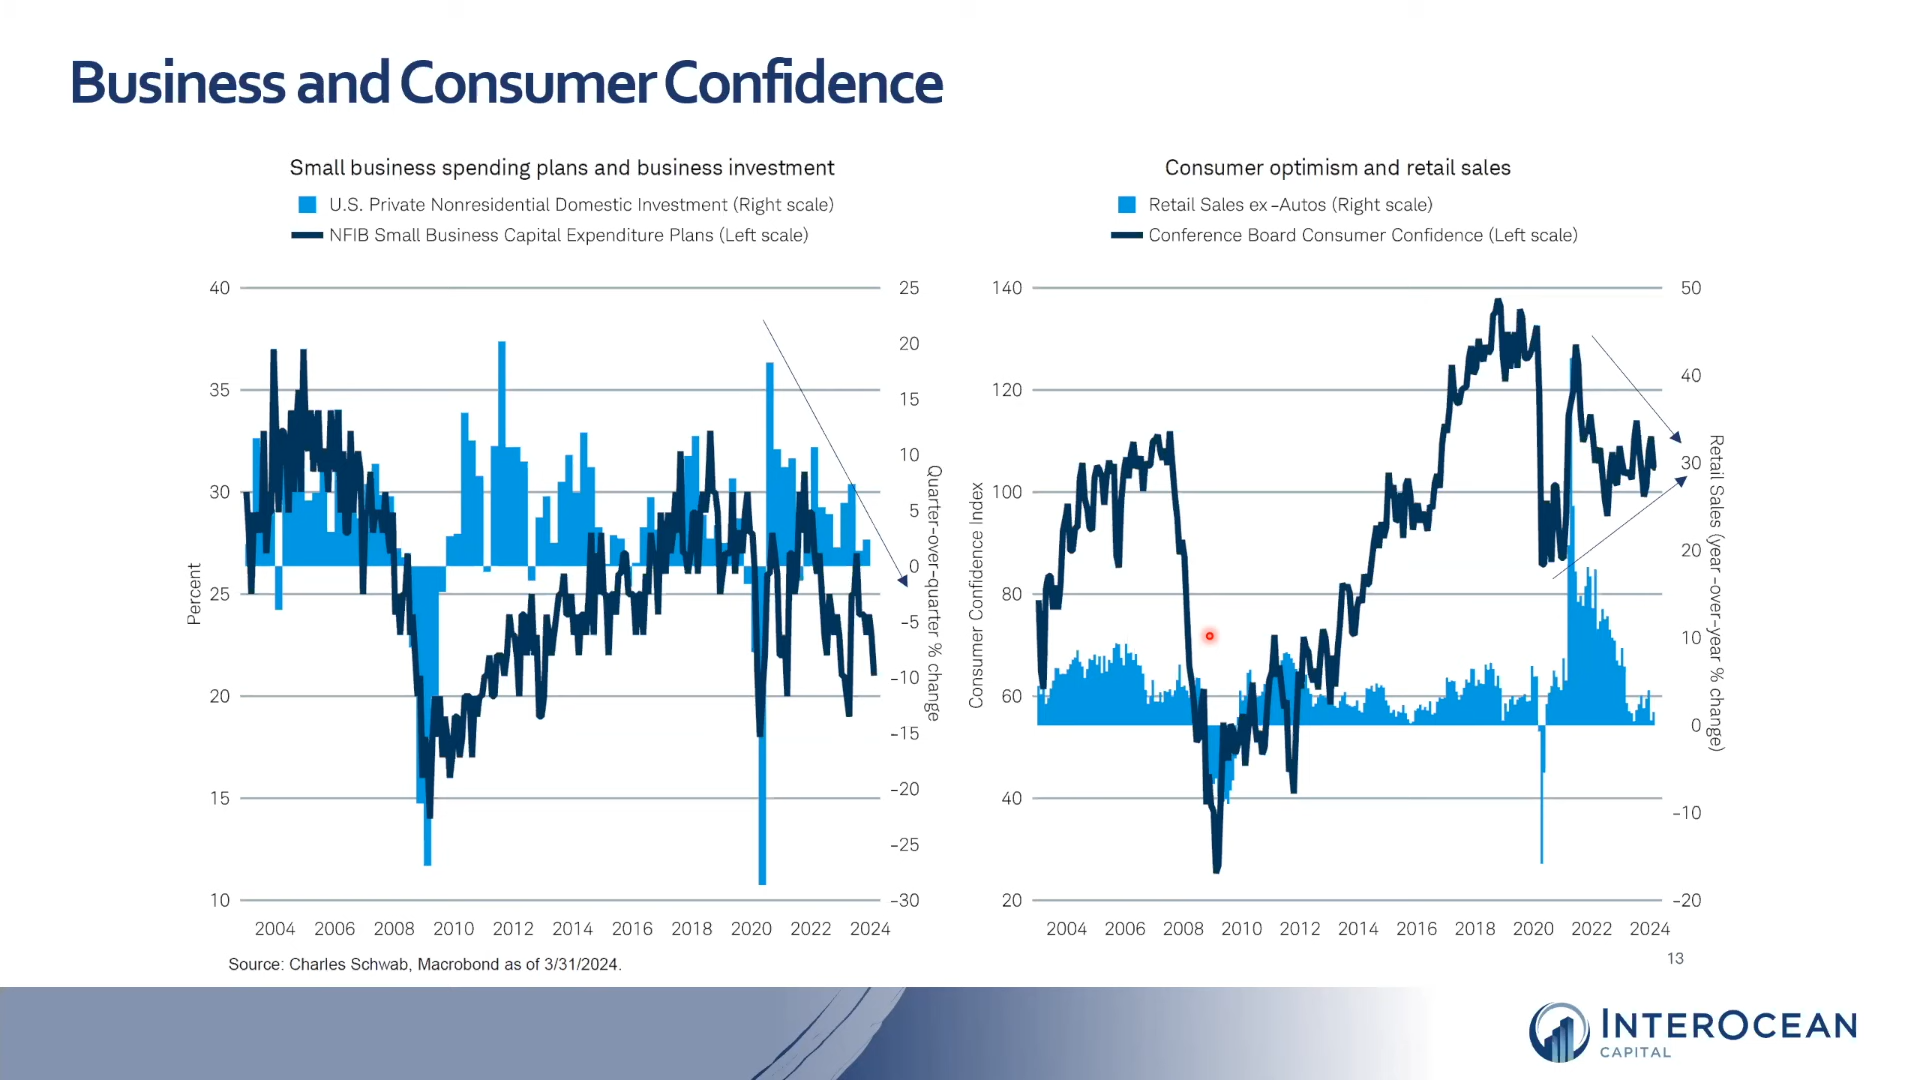 Business and Consumer Confidence
Small business spending plans and business investment
U.S. Private Nonresidential Domestic Investment (Right scale)
NFIB Small Business Capital Expenditure Plans (Left scale)
40
35
30
25
20
15
10
Percent
25
20
15
10
5
0
-5
-10
-15
-20
-25
-30
Quarter-over-quarter % change
2004 2006 2008 2010 2012 2014 2016 2018 2020 2022 2024
Consumer optimism and retail sales
Retail Sales ex-Autos (Right scale)
Conference Board Consumer Confidence (Left scale)
140
120
100
80
60
40
20
Consumer Confidence Index
50
40
30
20
10
0
-10
-20
Retail Sales (year-over-year % change)
2004 2006 2008 2010 2012 2014 2016 2018 2020 2022 2024
Source: Charles Schwab, Macrobond as of 3/31/2024.
13
INTEROCEAN
CAPITAL